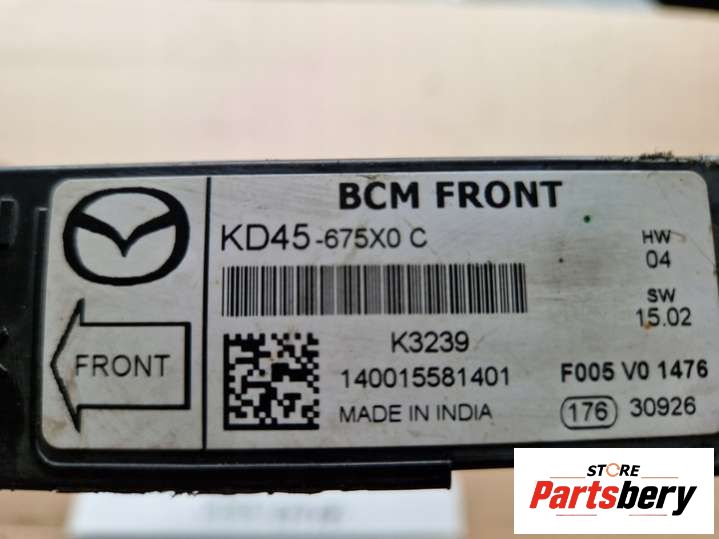 BCM FRONT
KD45-675X0 C
HW
04
SW
15.02
FRONT
K3239
140015581401
MADE IN INDIA
F005 V0 1476
176 30926
STORE
Partsbery